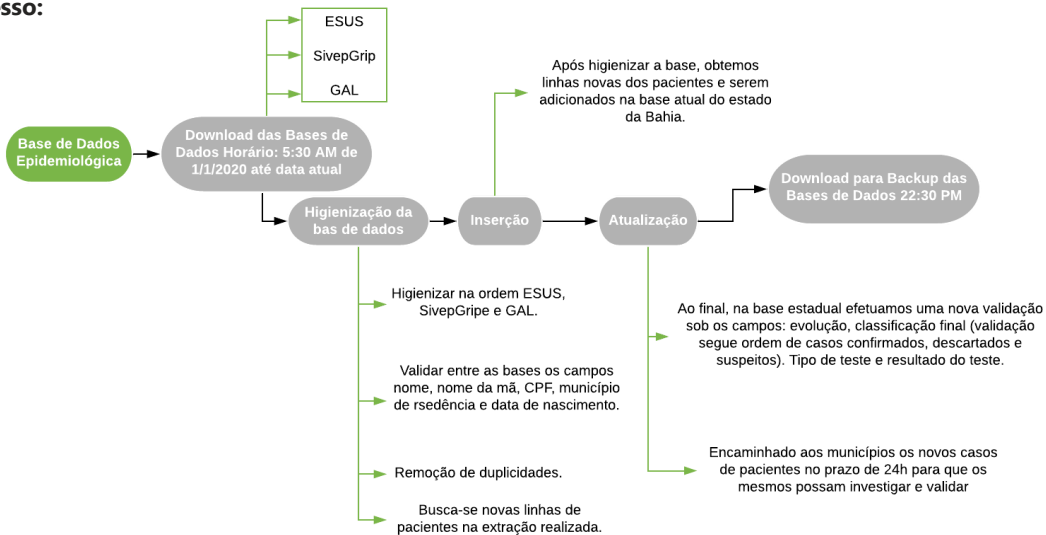 esso:
ESUS
SivepGrip
GAL
Base de Dados
Epidemiológica
Download das Bases de
Dados Horário: 5:30 AM de
1/1/2020 até data atual
Após higienizar a base, obtemos
linhas novas dos pacientes e serem
adicionados na base atual do estado
da Bahia.
Higienização da
bas de dados
Inserção
Atualização
Download para Backup das
Bases de Dados 22:30 PM
Higienizar na ordem ESUS,
SivepGripe e GAL.
Validar entre as bases os campos
nome, nome da mã, CPF, município
de rsedência e data de nascimento.
Remoção de duplicidades.
Busca-se novas linhas de
pacientes na extração realizada.
Ao final, na base estadual efetuamos uma nova validação
sob os campos: evolução, classificação final (validação
segue ordem de casos confirmados, descartados e
suspeitos). Tipo de teste e resultado do teste.
Encaminhado aos municípios os novos casos
de pacientes no prazo de 24h para que os
mesmos possam investigar e validar